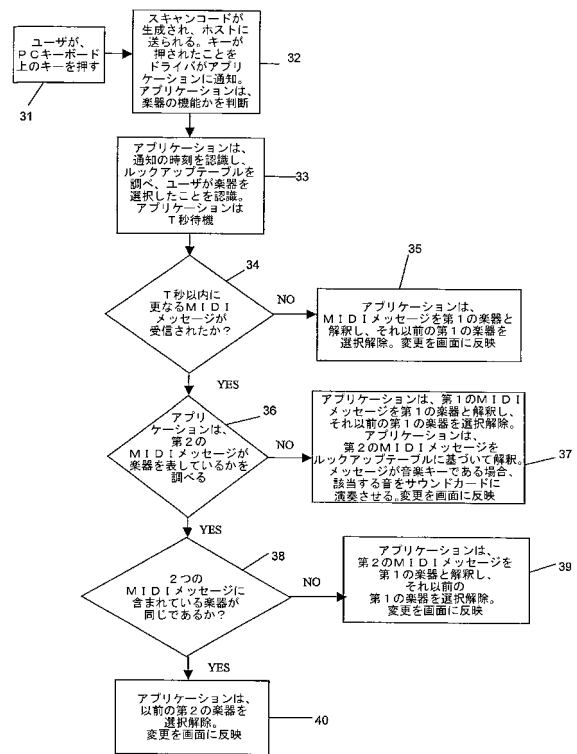 ユーザが、
PCキーボード
上のキーを押す
31
スキャンコードが
生成され、ホストに
送られる。キーが
押されたことを
ドライバがアプリ
ケーションに通知。
アプリケーションは、
楽器の機能かを判断
32
アプリケーションは、
通知の時刻を認識し、
ルックアップテーブルを
調べ、ユーザが楽器を
選択したことを認識。
アプリケーションは
T秒待機
33
T秒以内に
更なるMIDI
メッセージが
受信されたか？
34
NO
アプリケーションは、
MIDIメッセージを第1の楽器と
解釈し、それ以前の第1の楽器を
選択解除。変更を画面に反映
35
YES
アプリ
ケーションは、
第2の
MIDIメッセージが
楽器を表しているかを
調べる
36
NO
アプリケーションは、第1のMIDI
メッセージを第1の楽器と解釈し、
それ以前の第1の楽器を選択解除。
アプリケーションは、
第2のMIDIメッセージを
ルックアップテーブルに基づいて解釈。
メッセージが音楽キーである場合、
該当する音をサウンドカードに
演奏させる。変更を画面に反映
37
YES
2つの
MIDIメッセージに
含まれている楽器が
同じであるか？
38
NO
アプリケーションは、
第2のMIDIメッセージを
第1の楽器と解釈し、
それ以前の
第1の楽器を選択解除。
変更を画面に反映
39
YES
アプリケーションは、
以前の第2の楽器を
選択解除。
変更を画面に反映
40